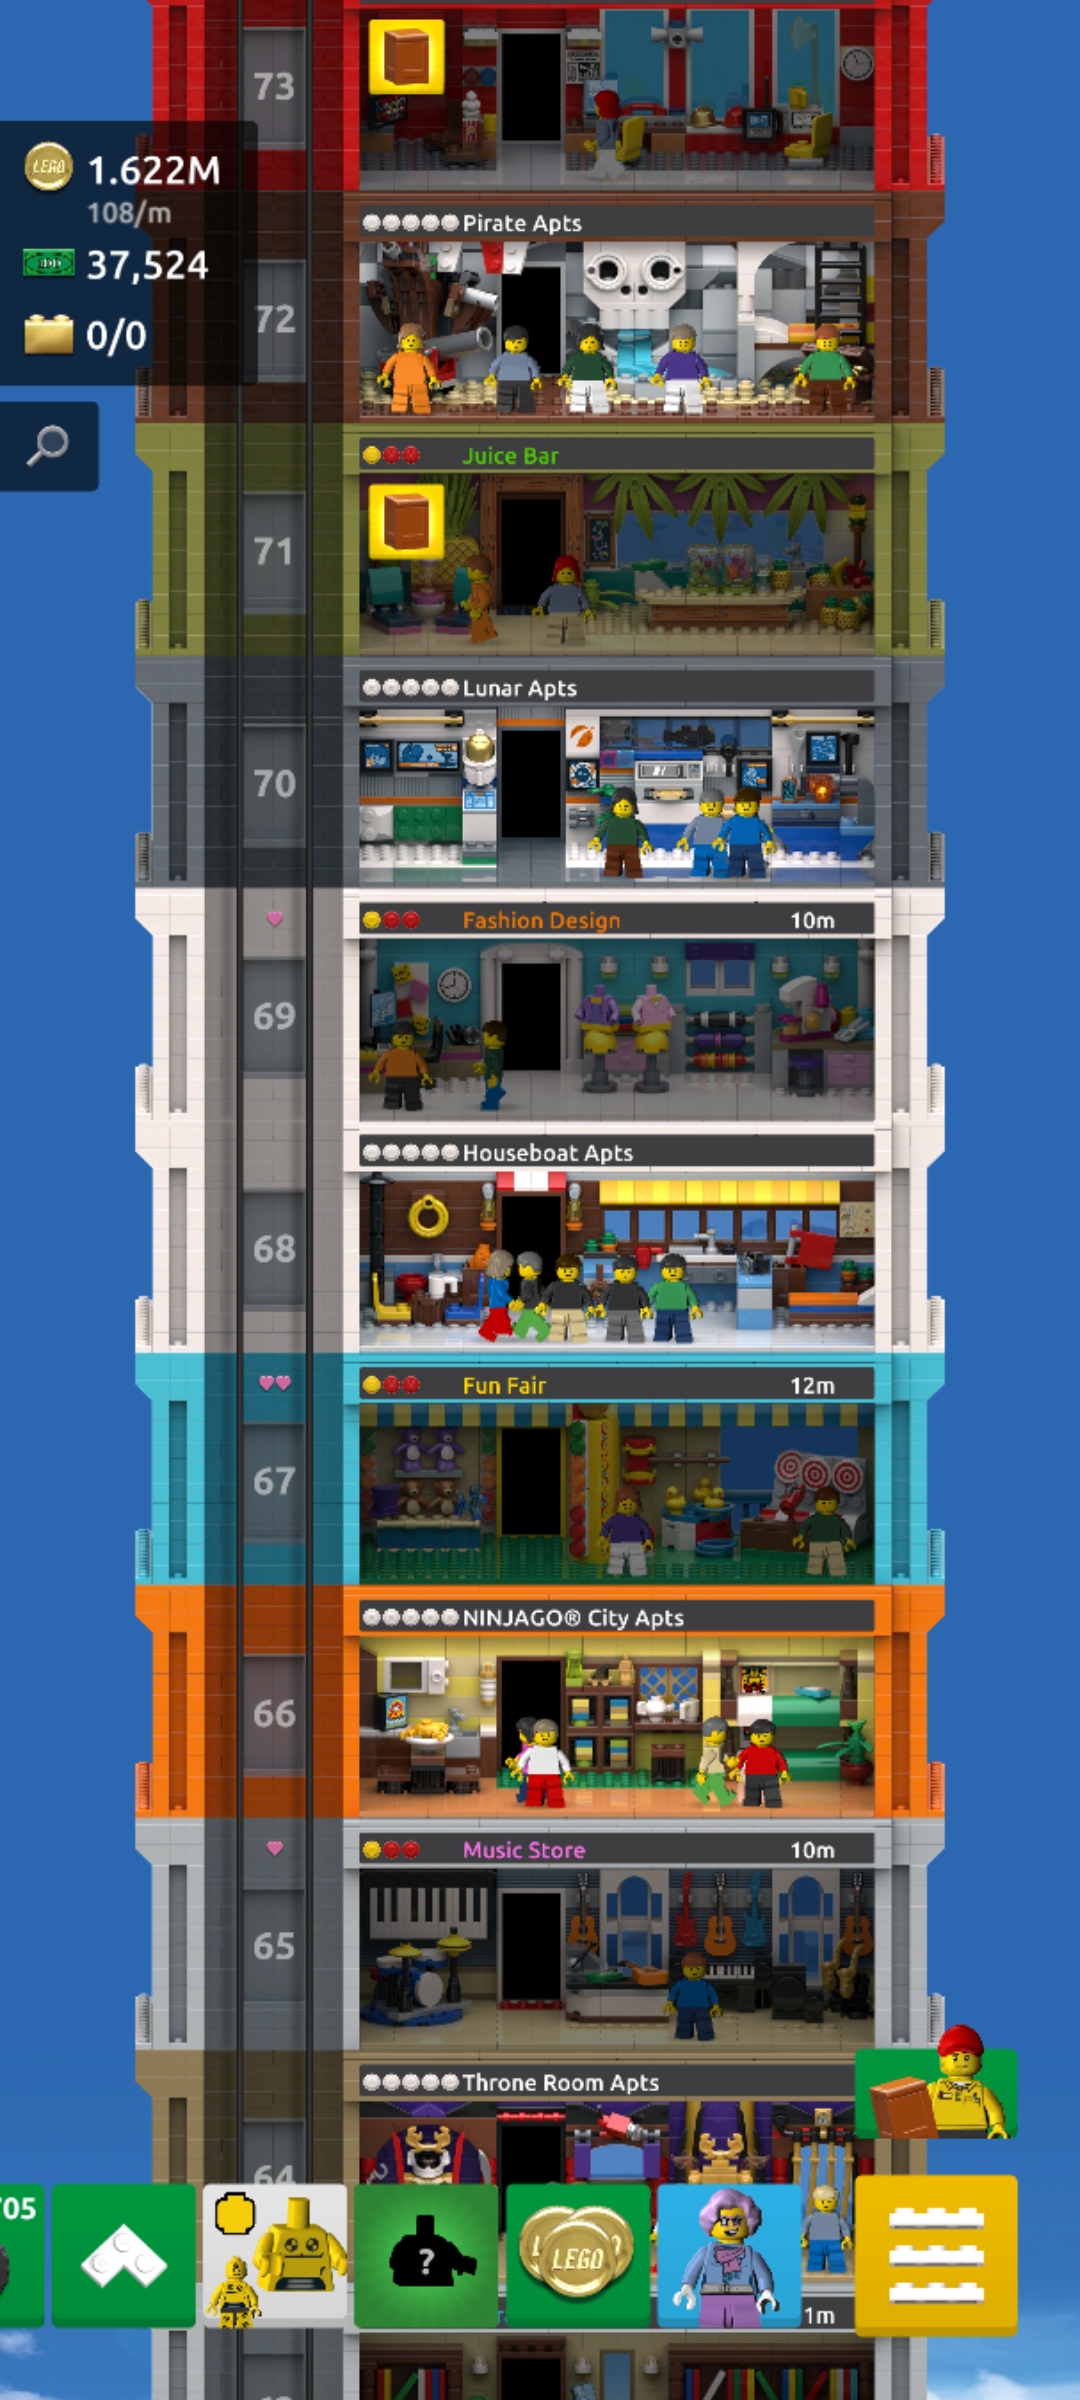 73
LEGO 1.622M
108/m
Pirate Apts
37,524
72
0/0
Juice Bar
71
Lunar Apts
70
Fashion Design 10m
69
Houseboat Apts
68
Fun Fair 12m
67
NINJAGO® City Apts
66
Music Store 10m
65
Throne Room Apts
64
05
?
LEGO
1m